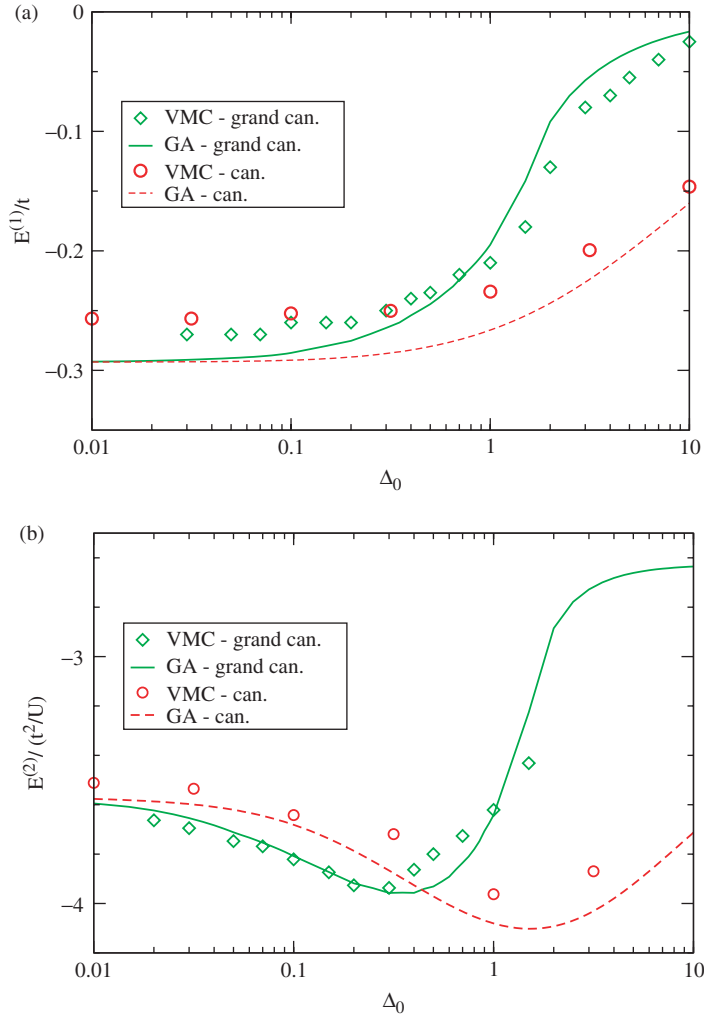 (a)
0
−0.1
−0.2
−0.3
E(1)/t
VMC - grand can.
GA - grand can.
VMC - can.
GA - can.
0.01 0.1 1 10
Δ0
(b)
−3
−4
E(2)/ (t2/U)
VMC - grand can.
GA - grand can.
VMC - can.
GA - can.
0.01 0.1 1 10
Δ0